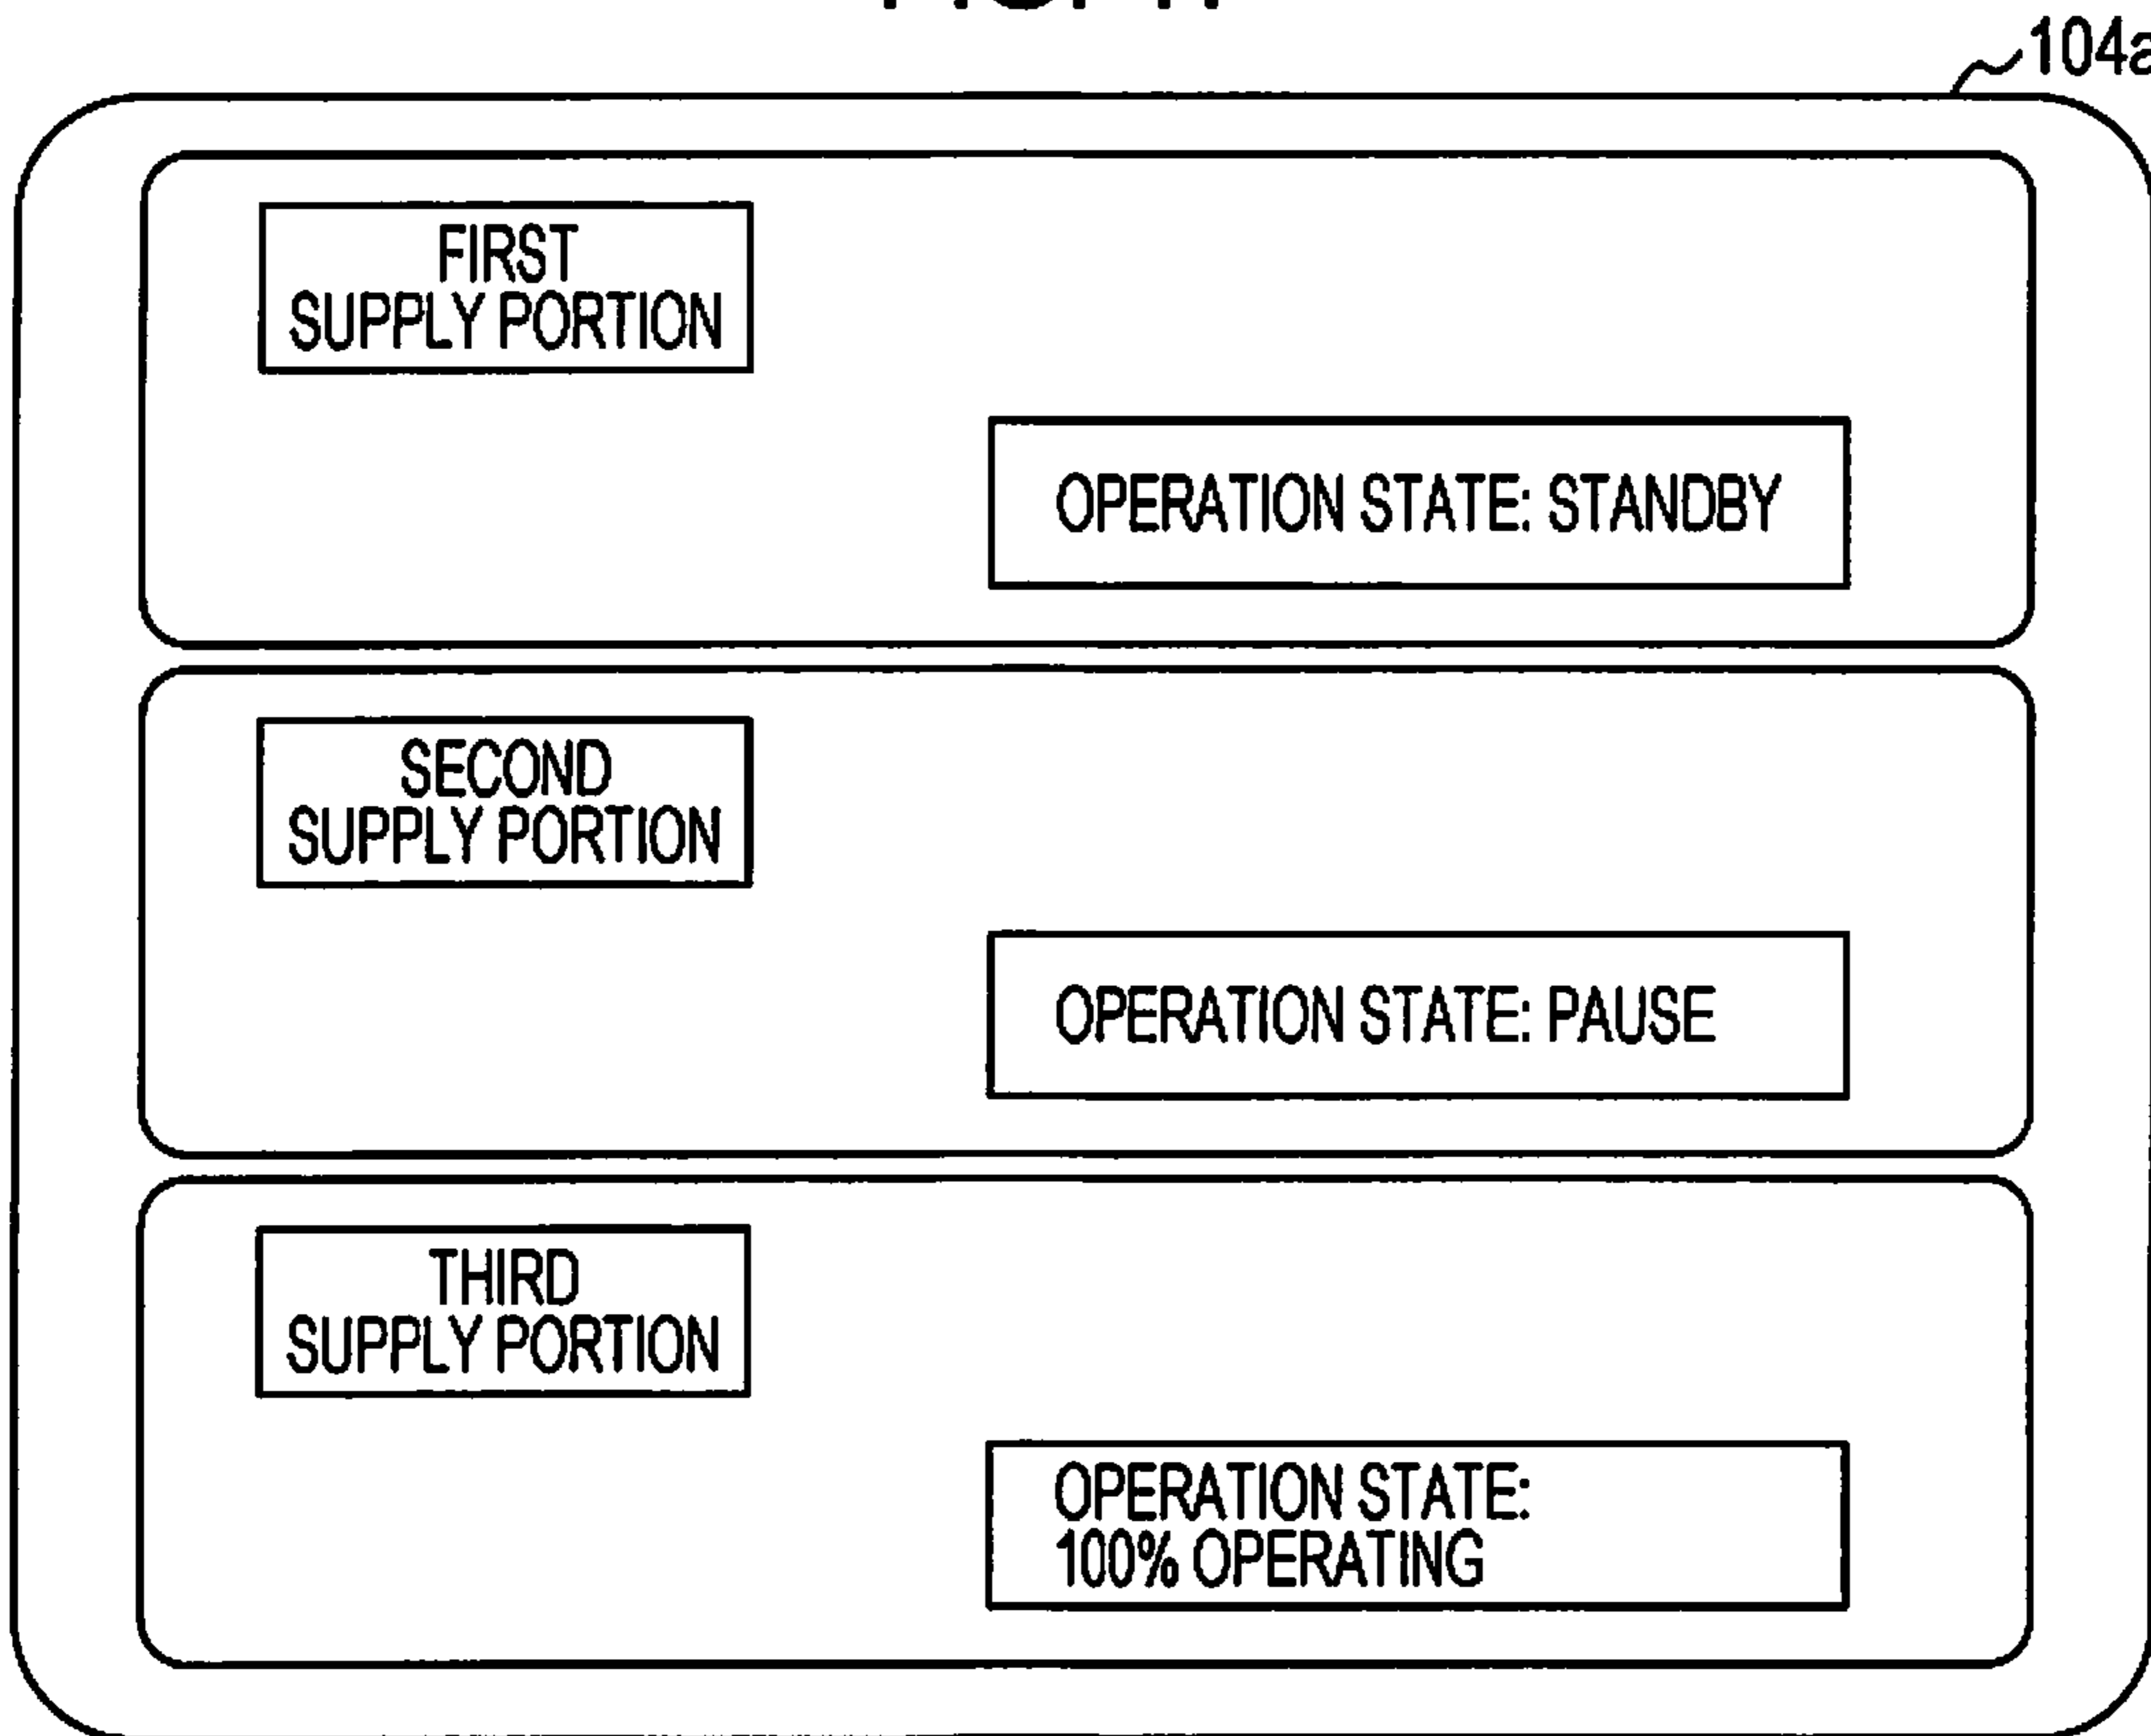 104a
FIRST
SUPPLY PORTION
OPERATION STATE: STANDBY
SECOND
SUPPLY PORTION
OPERATION STATE: PAUSE
THIRD
SUPPLY PORTION
OPERATION STATE:
100% OPERATING